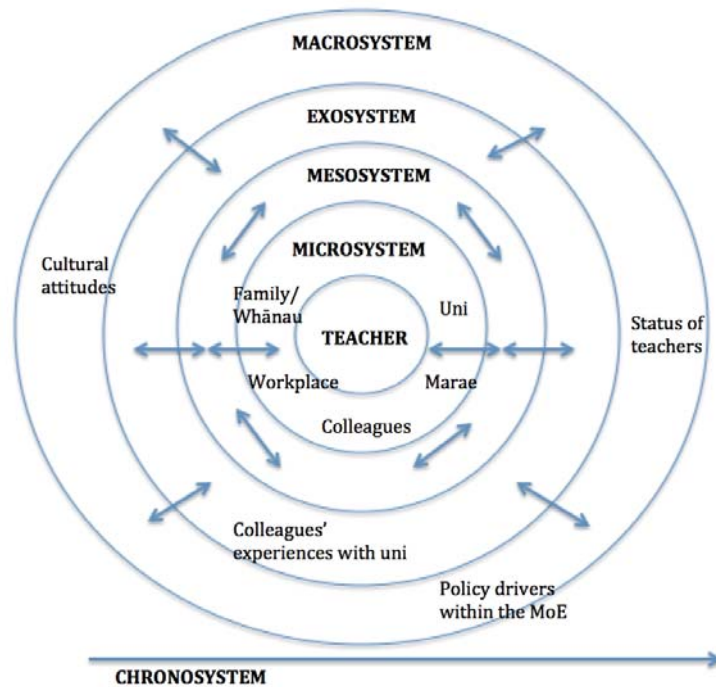 MACROSYSTEM
EXOSYSTEM
MESOSYSTEM
MICROSYSTEM
Cultural
attitudes
Family/
Whānau
Uni
TEACHER
Status of
teachers
Workplace
Marae
Colleagues
Colleagues’
experiences with uni
Policy drivers
within the MoE
CHRONOSYSTEM